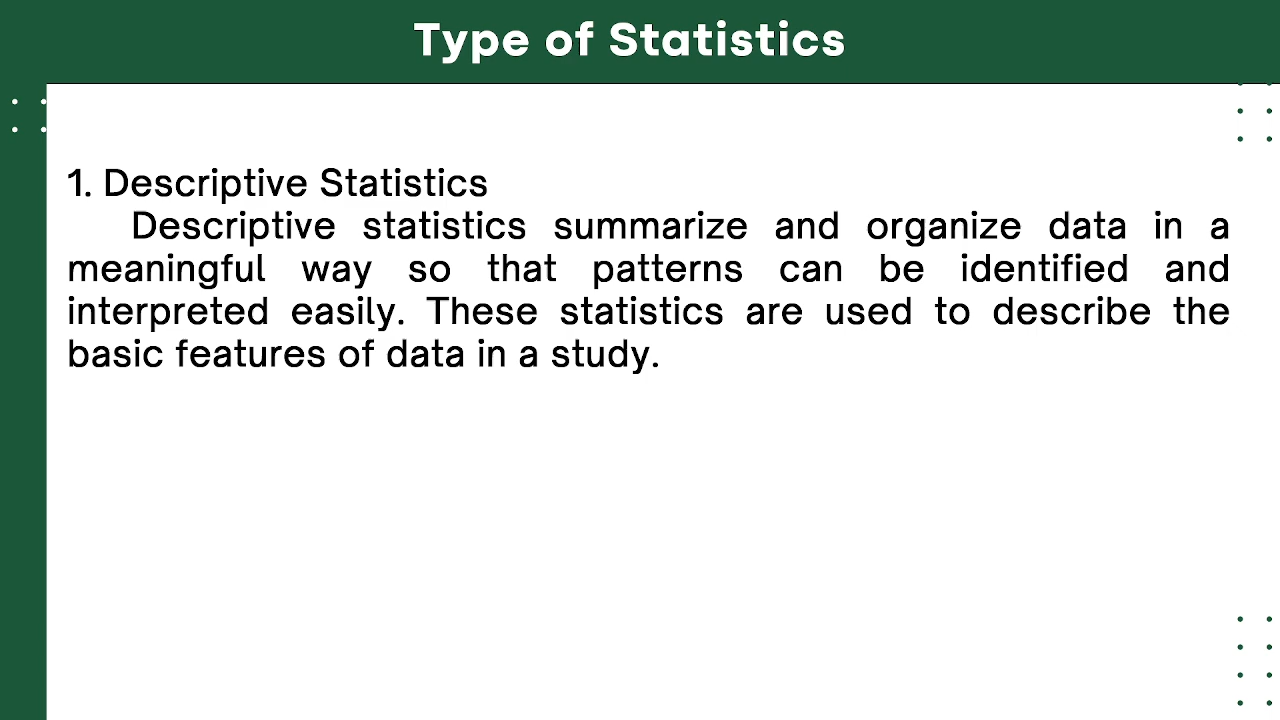 Type of Statistics
1. Descriptive Statistics
Descriptive statistics summarize and organize data in a
meaningful way so that patterns can be identified and
interpreted easily. These statistics are used to describe the
basic features of data in a study.